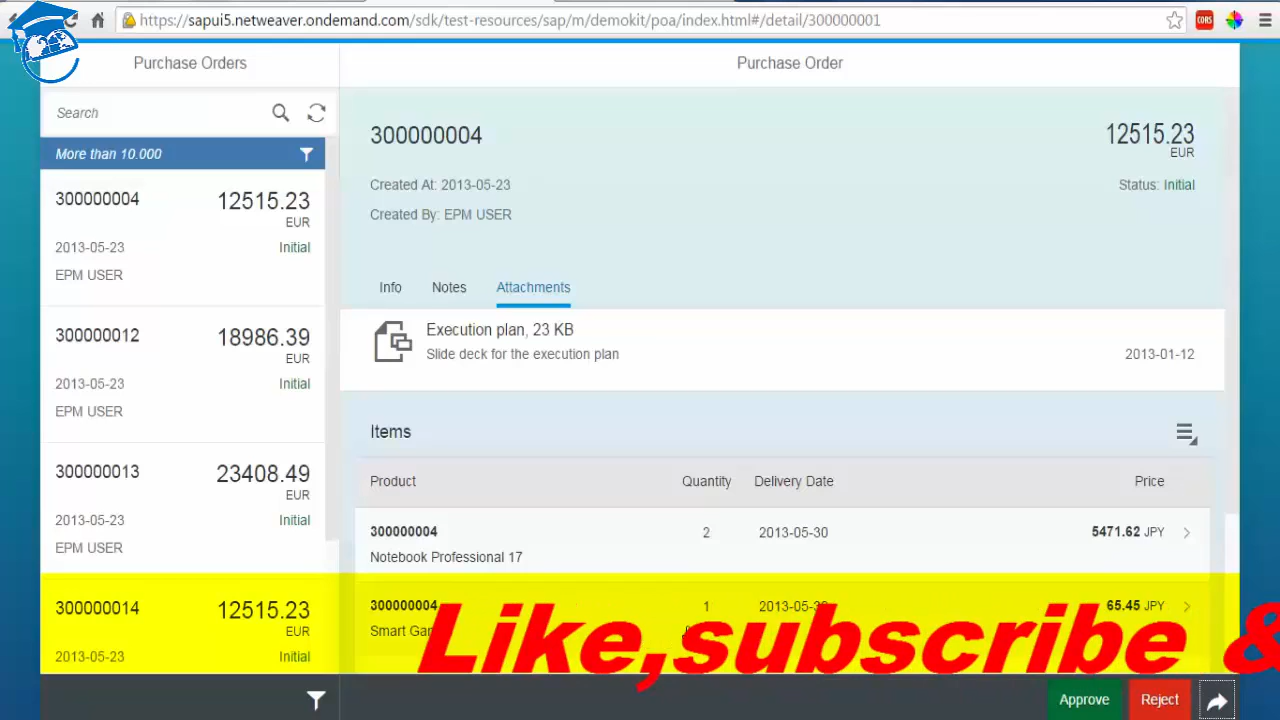 https://sapui5.netweaver.ondemand.com/sdk/test-resources/sap/m/demokit/poa/index.html#/detail/300000001
CORS
Purchase Orders
Search
More than 10.000
300000004 12515.23
EUR
2013-05-23 Initial
EPM USER
300000012 18986.39
EUR
2013-05-23 Initial
EPM USER
300000013 23408.49
EUR
2013-05-23 Initial
EPM USER
300000014 12515.23
EUR
2013-05-23 Initial
Purchase Order
300000004 12515.23
EUR
Created At: 2013-05-23 Status: Initial
Created By: EPM USER
Info Notes Attachments
Execution plan, 23 KB
Slide deck for the execution plan 2013-01-12
Items
Product Quantity Delivery Date Price
300000004 2 2013-05-30 5471.62 JPY
Notebook Professional 17
300000004 1 2013-05-30 65.45 JPY
Smart
Like,subscribe &
Approve Reject